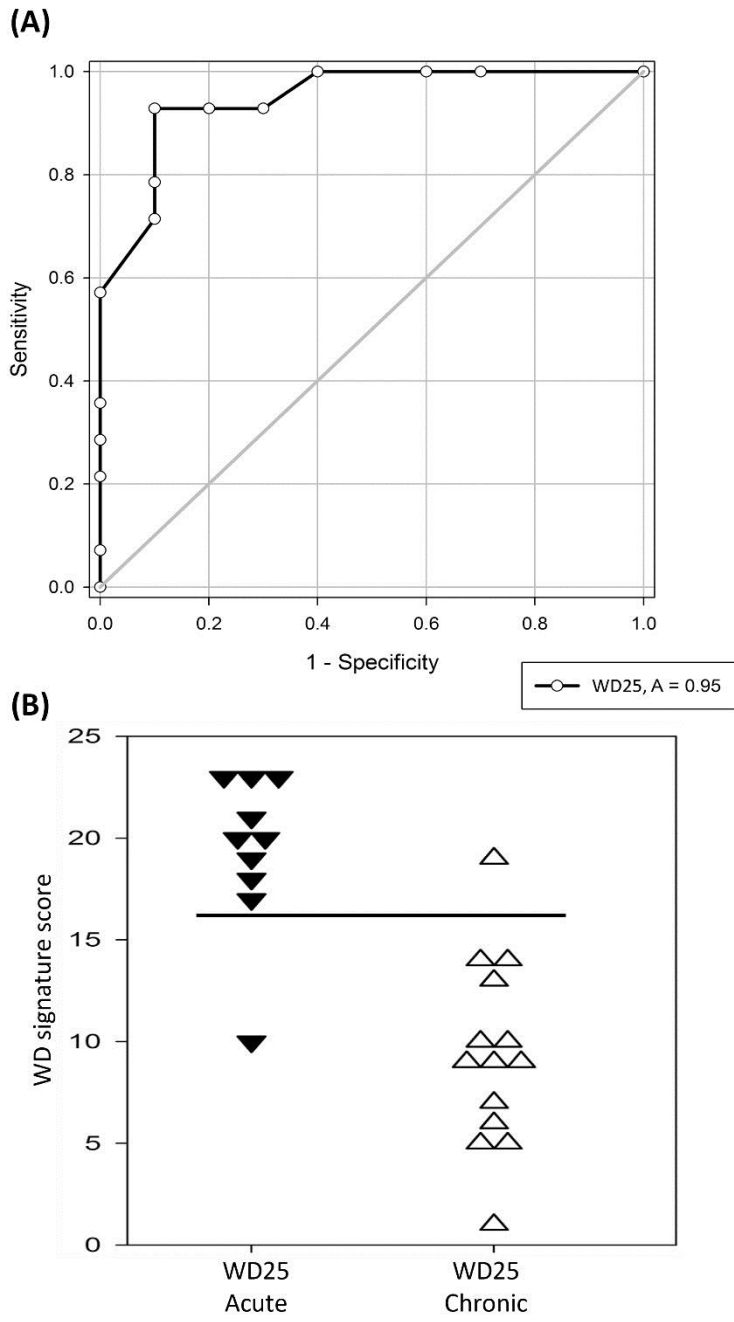 (A)
1.0
0.8
0.6
0.4
0.2
0.0
Sensitivity
0.0 0.2 0.4 0.6 0.8 1.0
1 - Specificity
WD25, A = 0.95
(B)
25
20
15
10
5
0
WD signature score
WD25 WD25
Acute Chronic